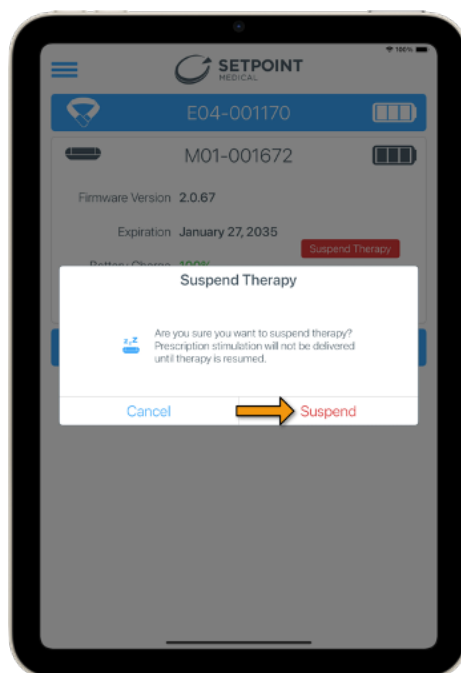 100%
SETPOINT
MEDICAL
E04-001170
M01-001672
Firmware Version 2.0.67
Expiration January 27, 2035
Suspend Therapy
Battery Charge 100%
Suspend Therapy
z z
Are you sure you want to suspend therapy?
Prescription stimulation will not be delivered
until therapy is resumed.
Cancel Suspend